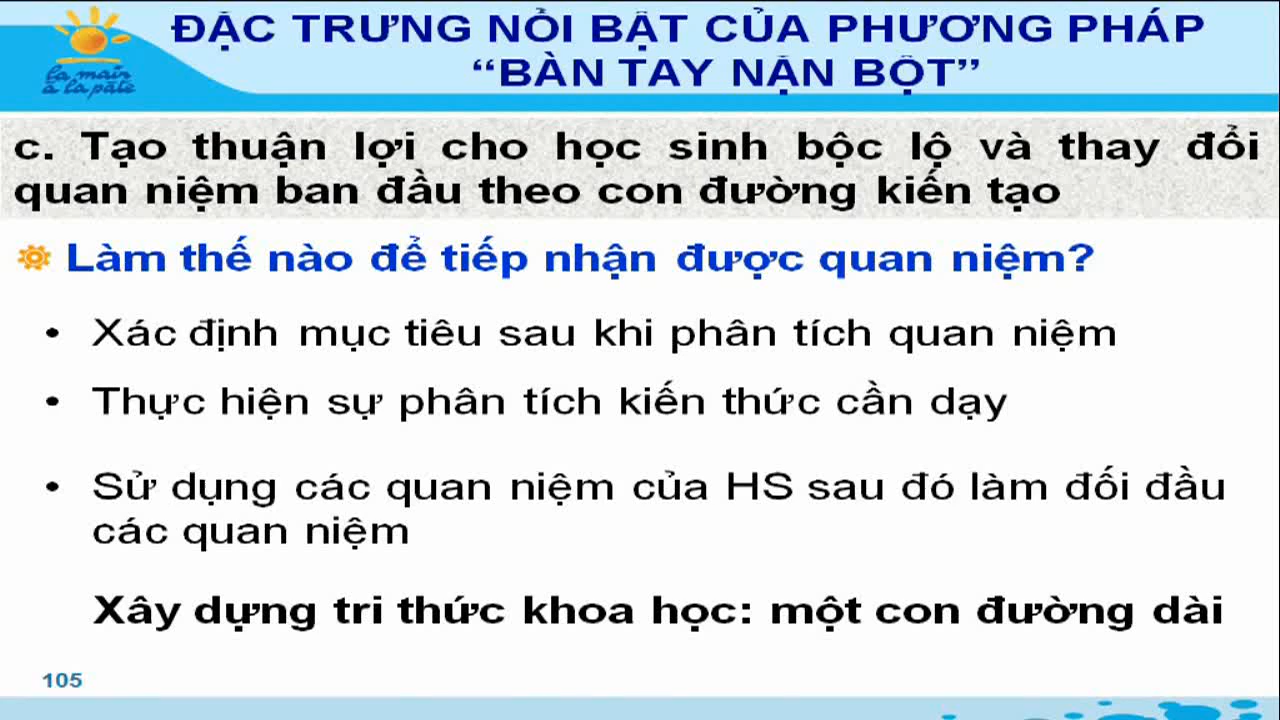 ĐẶC TRƯNG NỔI BẬT CỦA PHƯƠNG PHÁP
“BÀN TAY NẶN BỘT”
la main
à la pâte
c. Tạo thuận lợi cho học sinh bộc lộ và thay đổi
quan niệm ban đầu theo con đường kiến tạo
Làm thế nào để tiếp nhận được quan niệm?
• Xác định mục tiêu sau khi phân tích quan niệm
• Thực hiện sự phân tích kiến thức cần dạy
• Sử dụng các quan niệm của HS sau đó làm đối đầu
các quan niệm
Xây dựng tri thức khoa học: một con đường dài
105